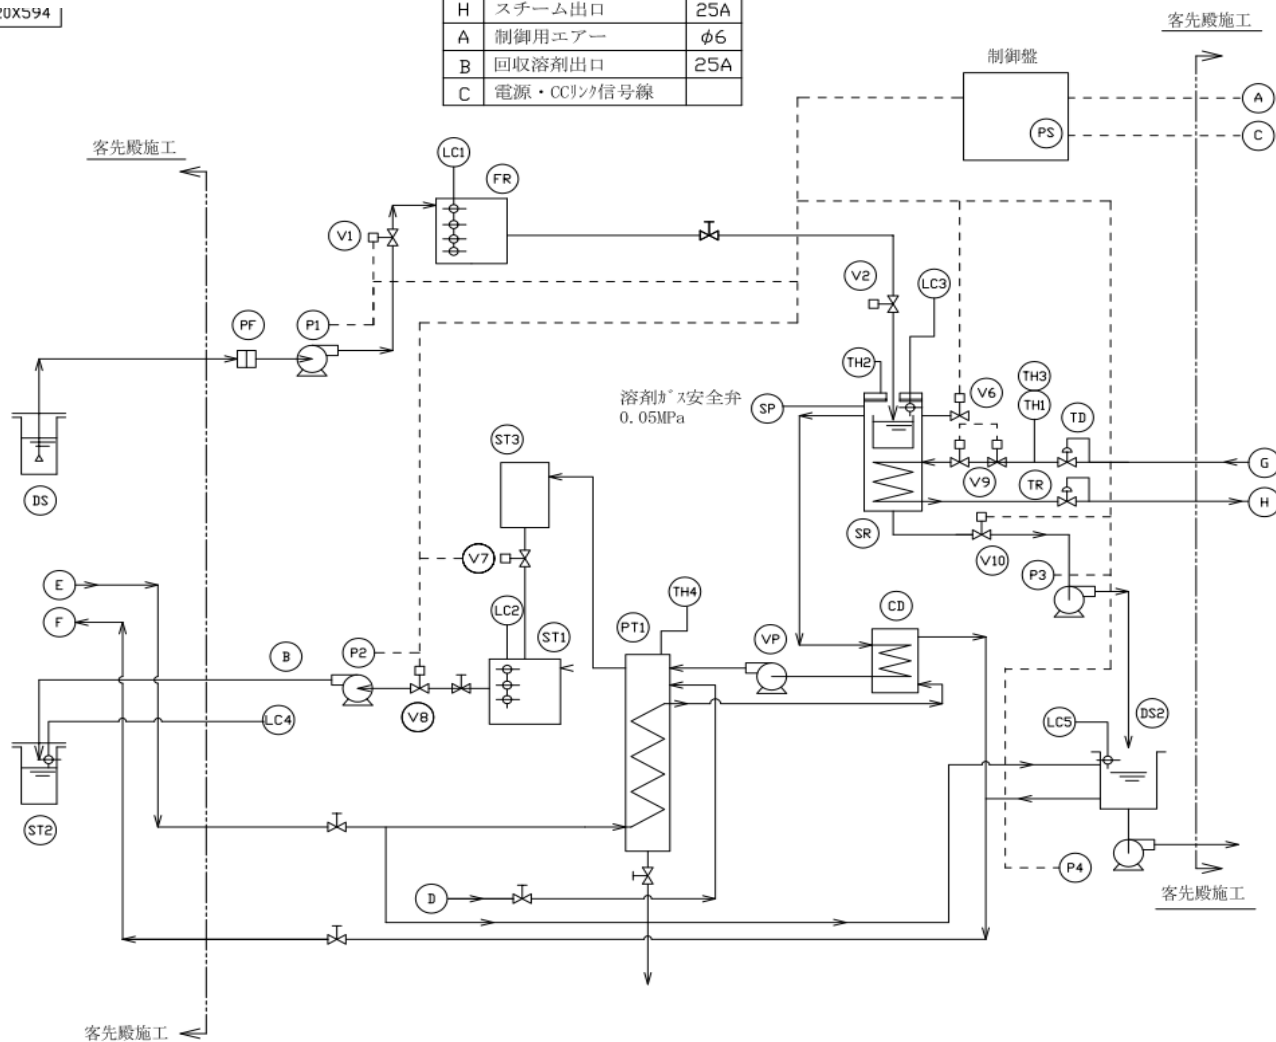 20X594
H スチーム出口 25A
A 制御用エアー φ6
B 回収溶剤出口 25A
C 電源・CCリンク信号線
客先殿施工
制御盤
A
PS
C
客先殿施工
LC1
FR
V1
V2
LC3
PF
P1
TH2
TH3
溶剤ガス安全弁
0.05MPa
SP
V6
TH1
TD
ST3
G
V9
TR
DS
H
SR
V7
V10
E
P3
TH4
CD
LC2
F
ST1
PT1
VP
B
P2
LC4
V8
LC5
DS2
ST2
P4
D
客先殿施工
客先殿施工